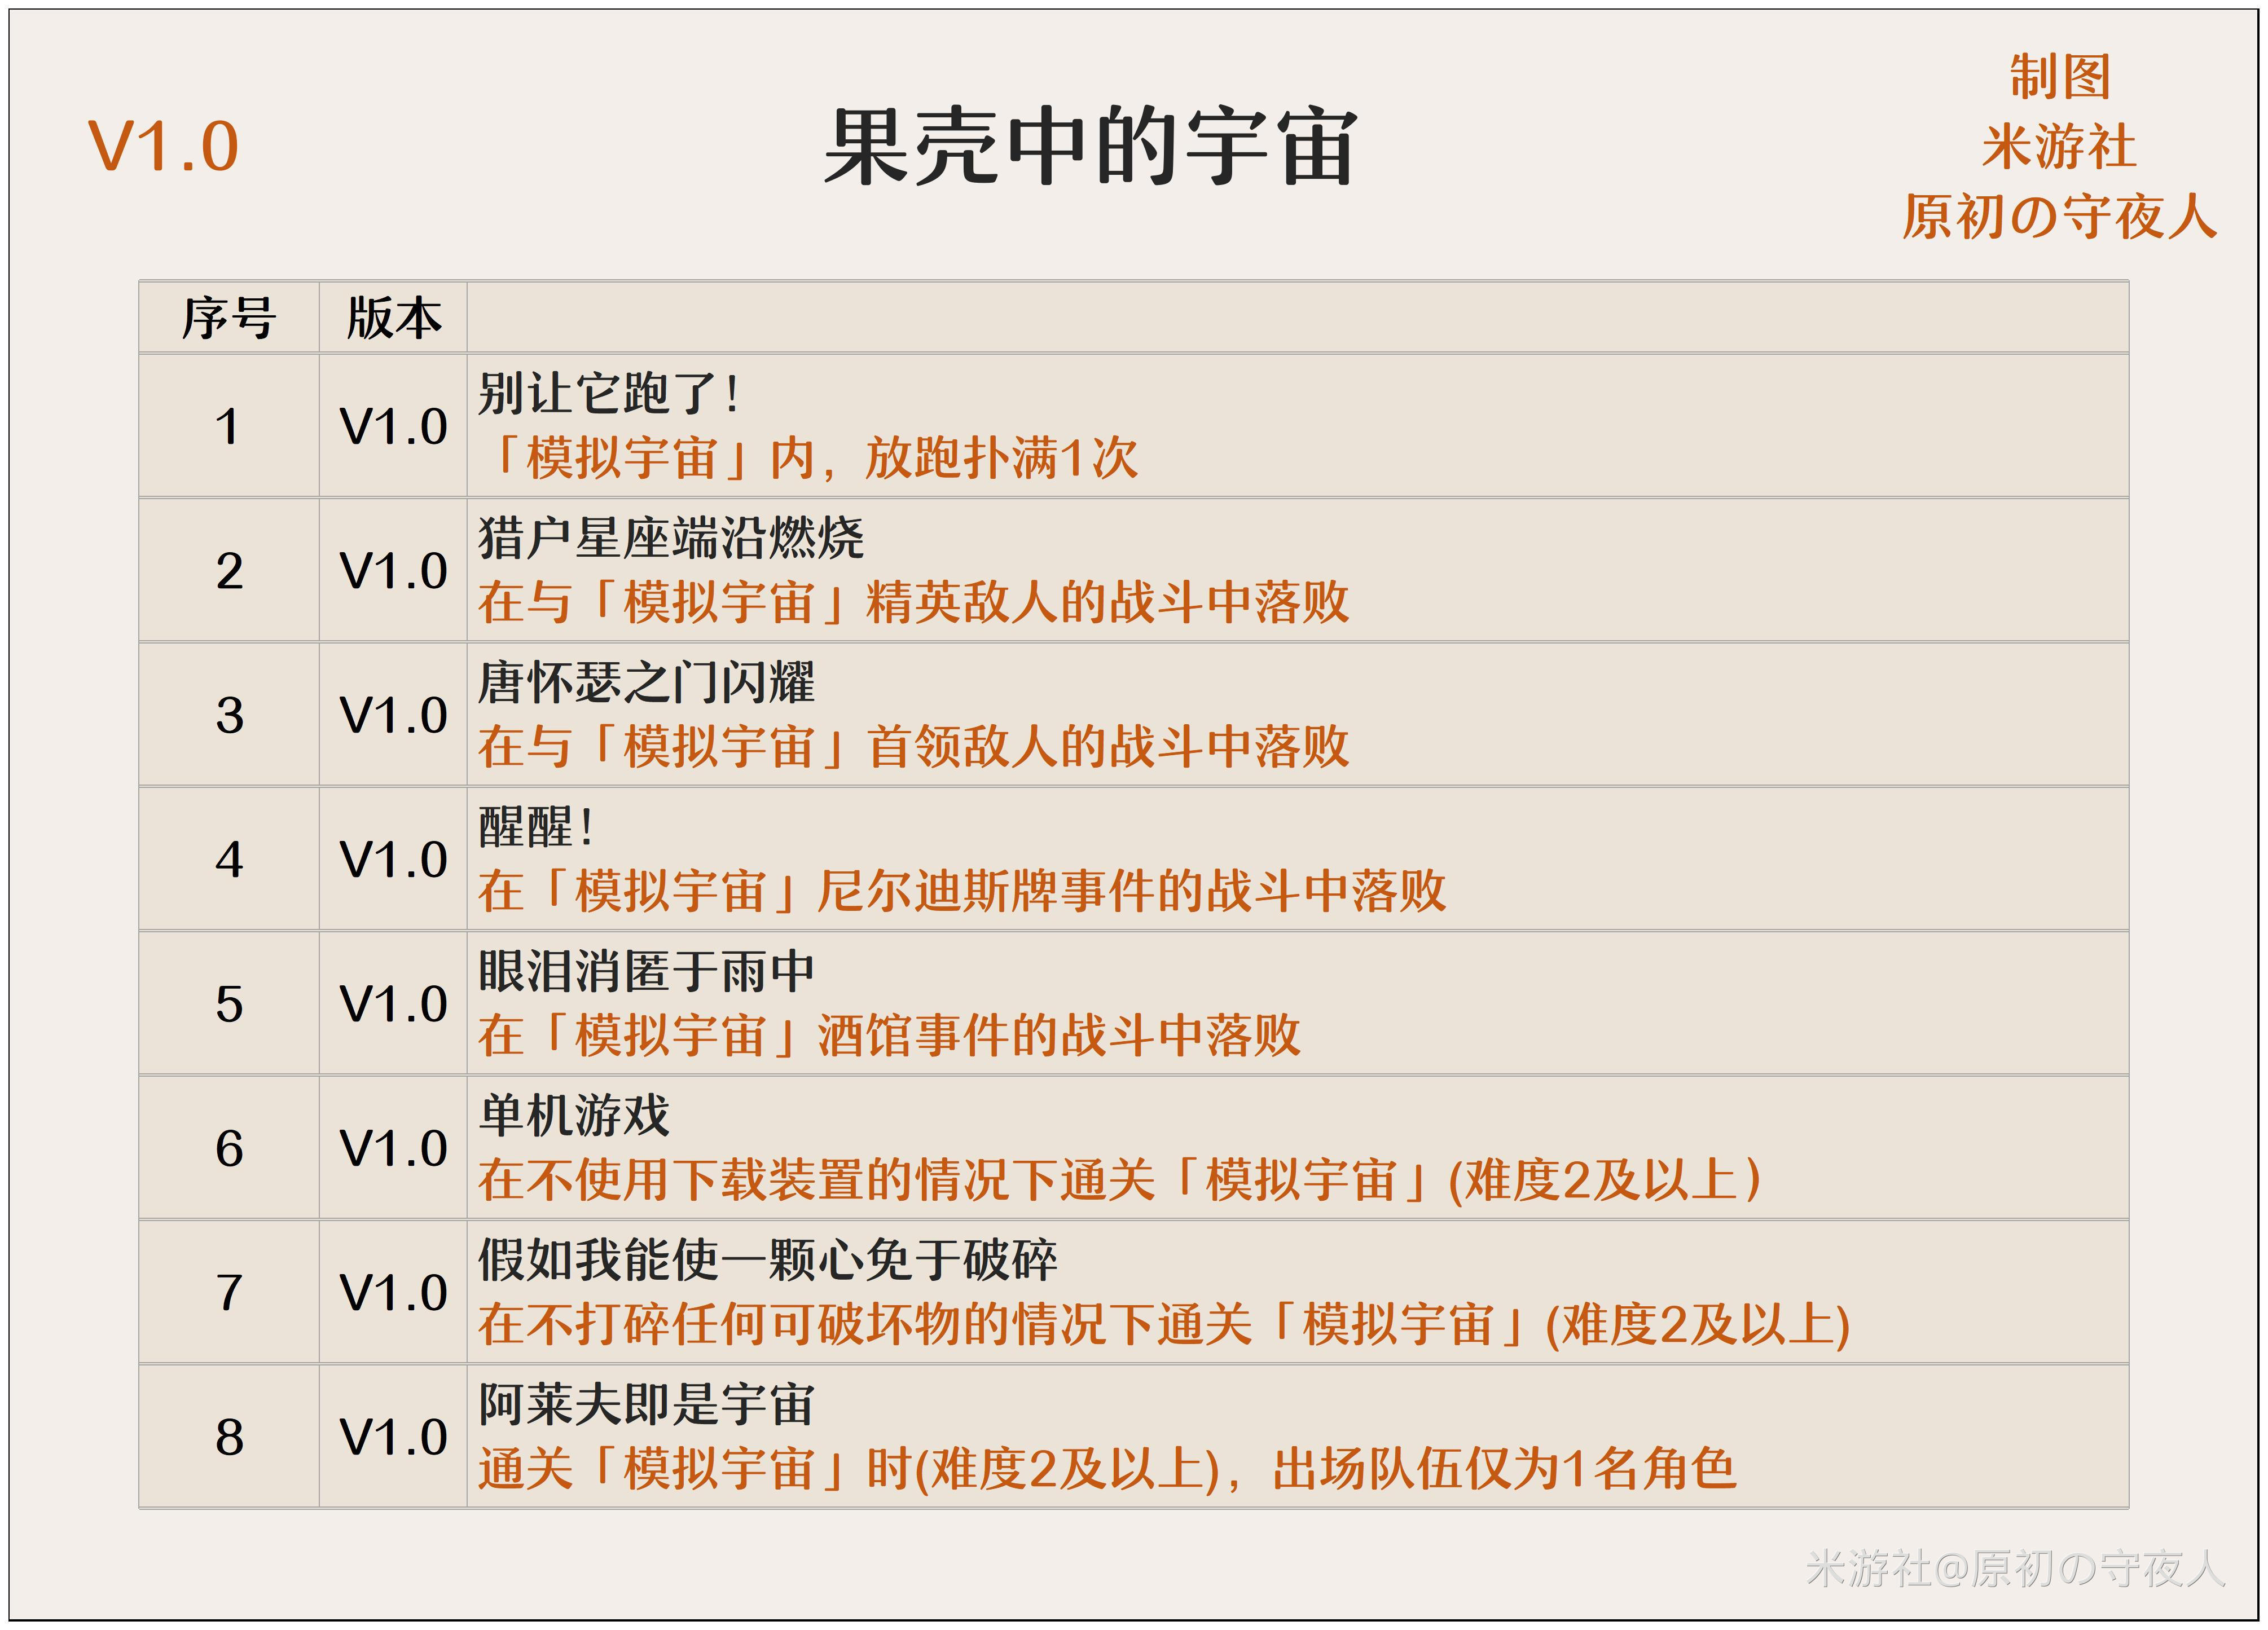 V1.0
果壳中的宇宙
制图
米游社
原初の守夜人
序号 版本
1 V1.0
别让它跑了！
「模拟宇宙」内，放跑扑满1次
2 V1.0
猎户星座端沿燃烧
在与「模拟宇宙」精英敌人的战斗中落败
3 V1.0
唐怀瑟之门闪耀
在与「模拟宇宙」首领敌人的战斗中落败
4 V1.0
醒醒！
在「模拟宇宙」尼尔迪斯牌事件的战斗中落败
5 V1.0
眼泪消匿于雨中
在「模拟宇宙」酒馆事件的战斗中落败
6 V1.0
单机游戏
在不使用下载装置的情况下通关「模拟宇宙」(难度2及以上）
7 V1.0
假如我能使一颗心免于破碎
在不打碎任何可破坏物的情况下通关「模拟宇宙」(难度2及以上)
8 V1.0
阿莱夫即是宇宙
通关「模拟宇宙」时(难度2及以上)，出场队伍仅为1名角色
米游社@原初の守夜人